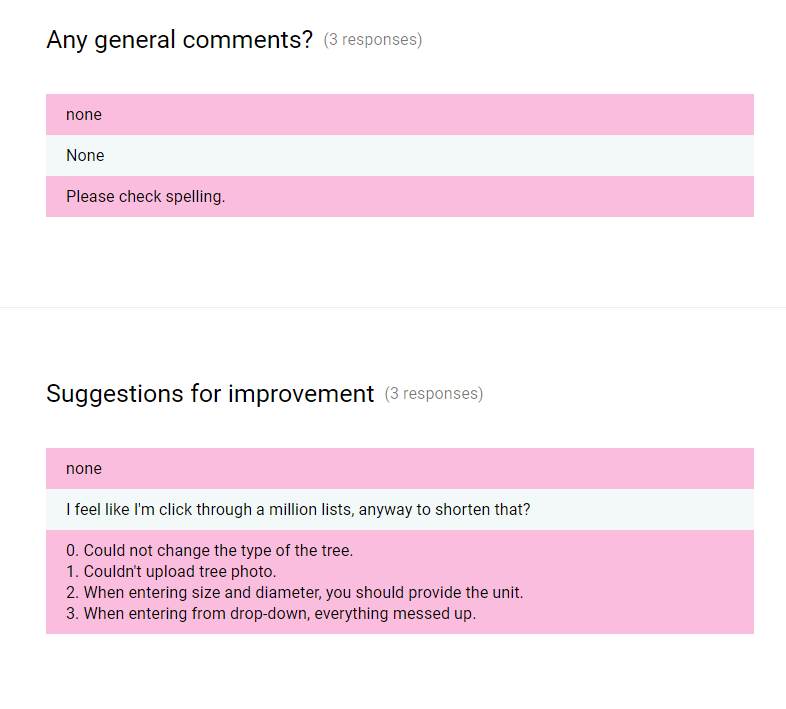 Any general comments? (3 responses)
none
None
Please check spelling.
Suggestions for improvement (3 responses)
none
I feel like I'm click through a million lists, anyway to shorten that?
0. Could not change the type of the tree.
1. Couldn't upload tree photo.
2. When entering size and diameter, you should provide the unit.
3. When entering from drop-down, everything messed up.